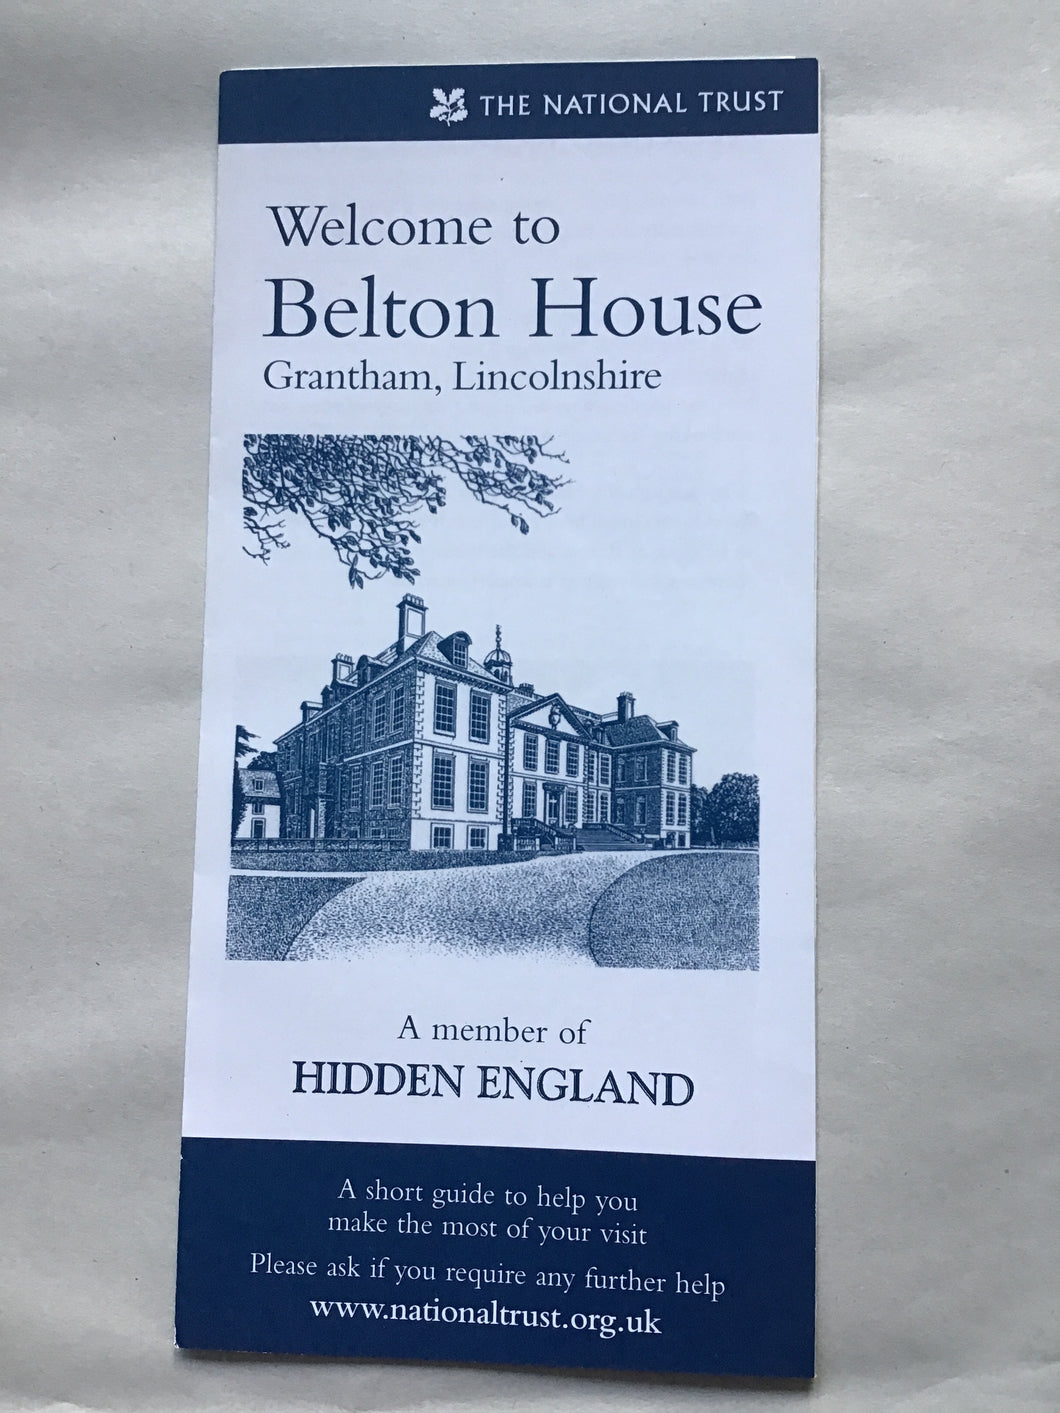 THE NATIONAL TRUST
Welcome to
Belton House
Grantham, Lincolnshire
A member of
HIDDEN ENGLAND
A short guide to help you
make the most of your visit
Please ask if you require any further help
www.nationaltrust.org.uk